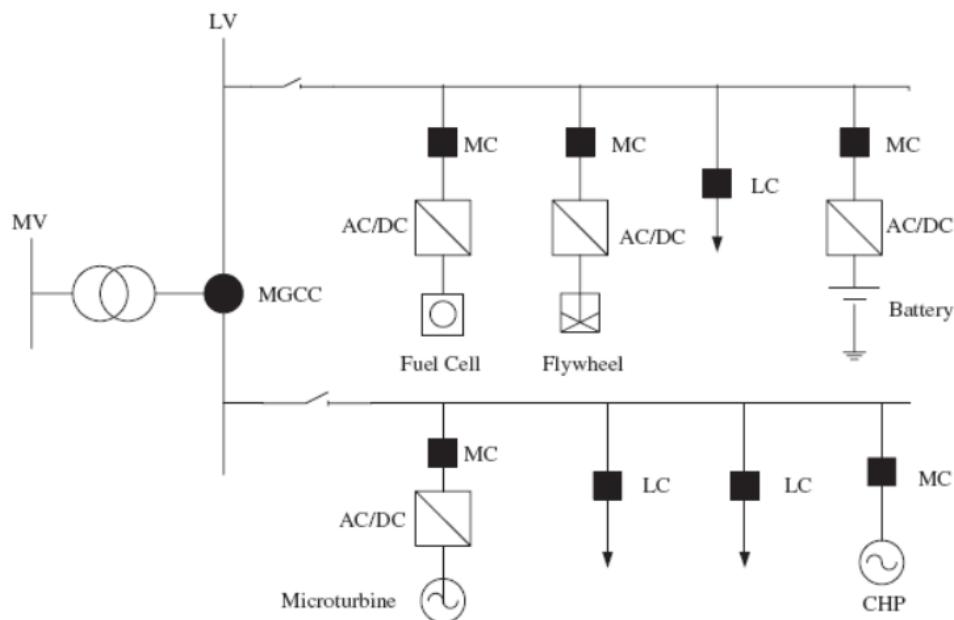 LV
MC
MC
MC
LC
MV
AC/DC
AC/DC
AC/DC
MGCC
Battery
Fuel Cell
Flywheel
MC
LC
LC
MC
AC/DC
Microturbine
CHP